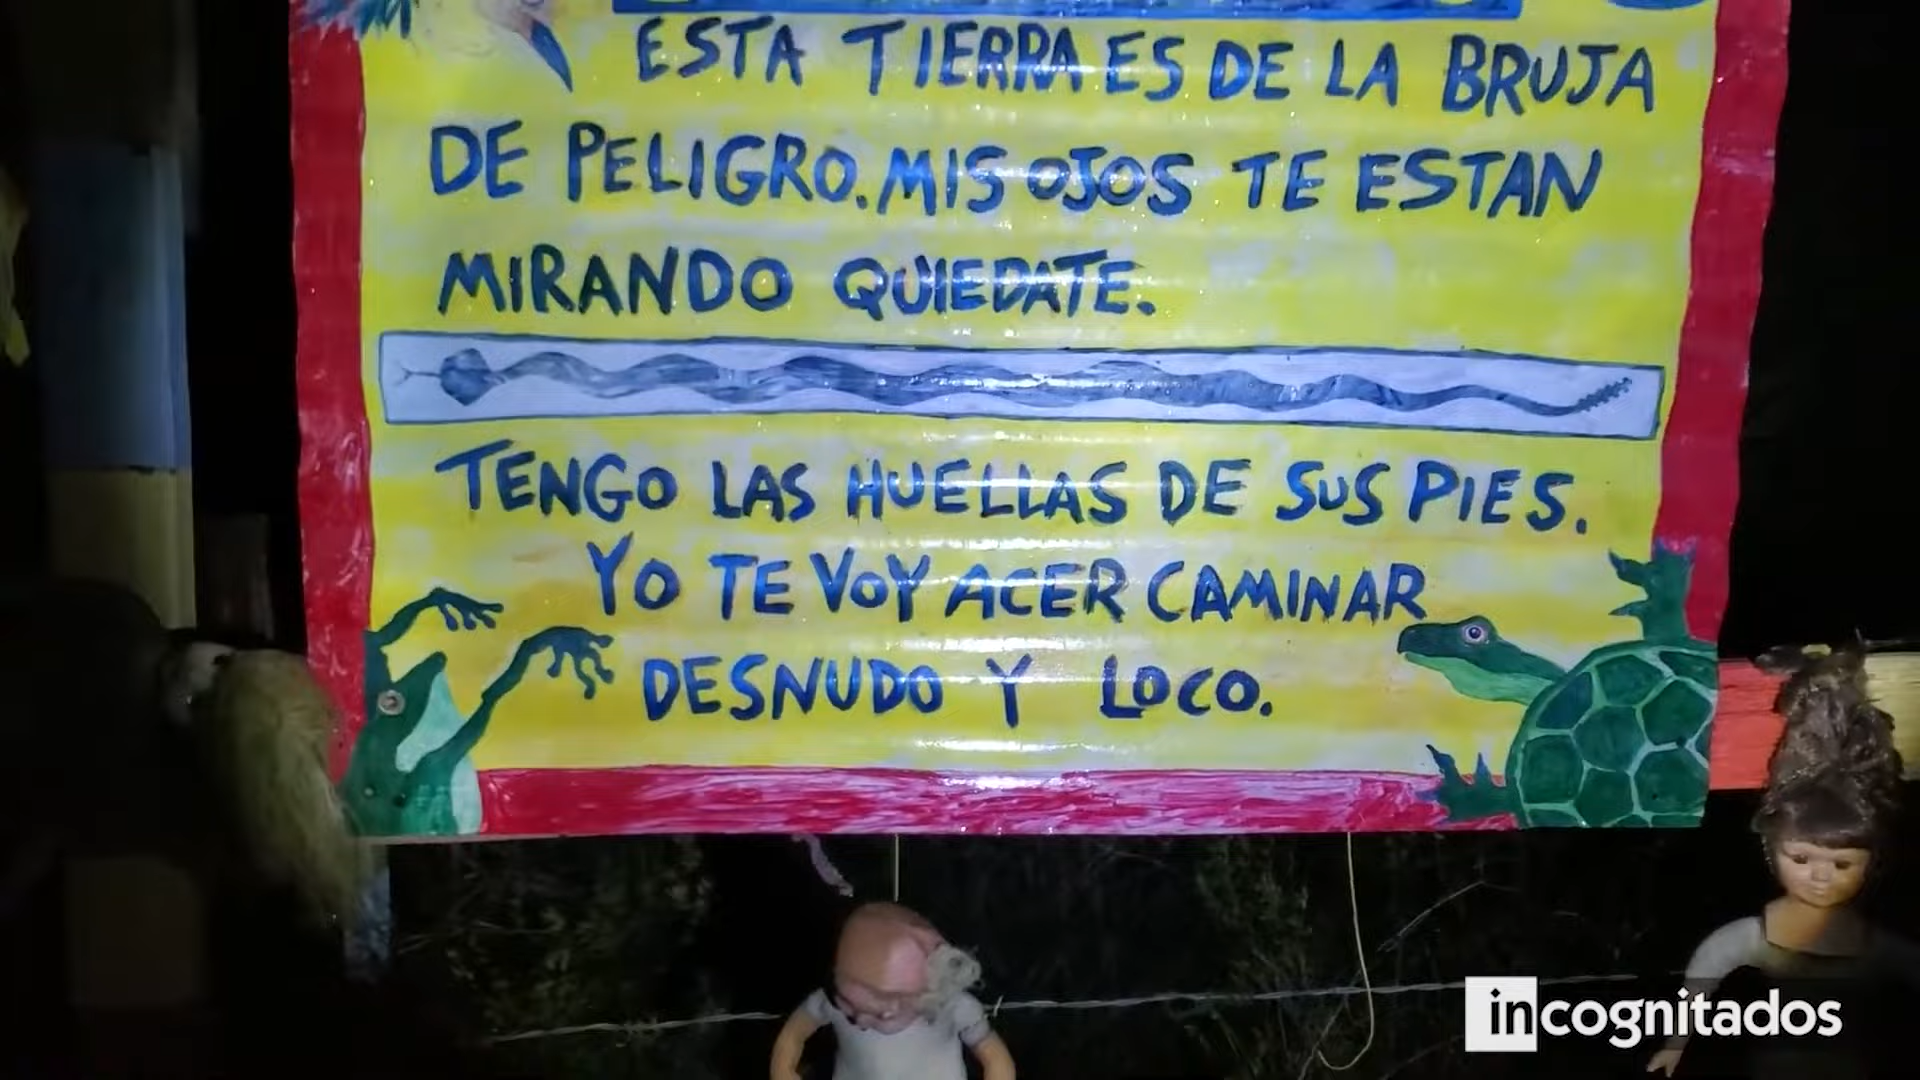 ESTA TIERRA ES DE LA BRUJA
DE PELIGRO. MIS OJOS TE ESTAN
MIRANDO QUIEDATE.
TENGO LAS HUELLAS DE SUS PIES.
YO TE VOY ACER CAMINAR
DESNUDO Y LOCO.
incognitados